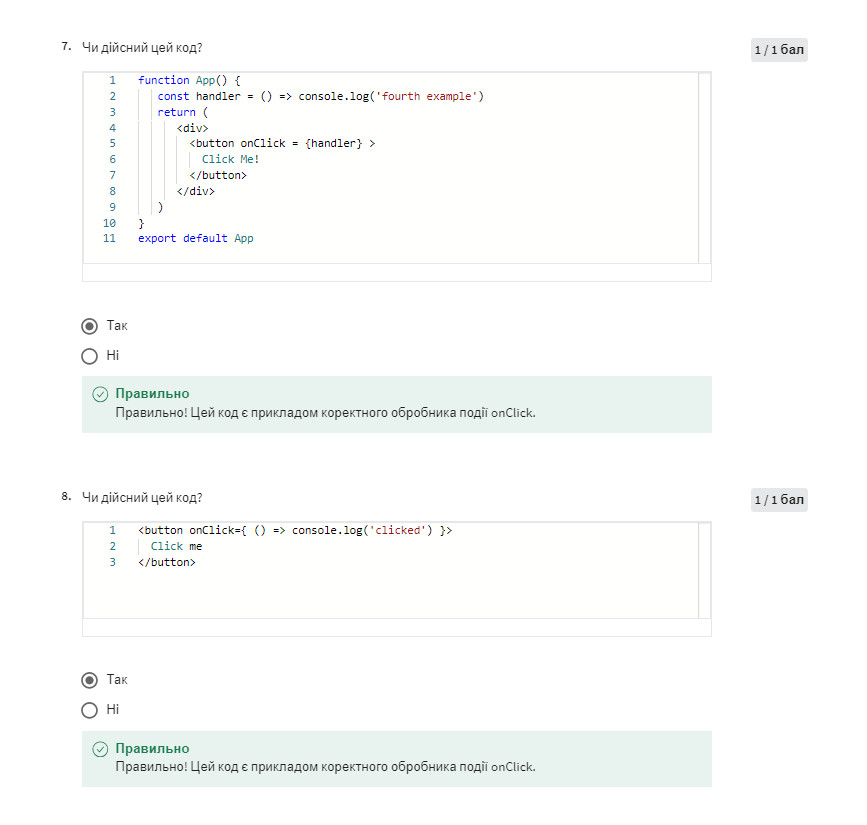 7. Чи дійсний цей код?
1 / 1 бал
1 function App() {
2 const handler = () => console.log('fourth example')
3 return (
4 <div>
5 <button onClick = {handler} >
6 Click Me!
7 </button>
8 </div>
9 )
10 }
11 export default App
Так
Ні
Правильно
Правильно! Цей код є прикладом коректного обробника події onClick.
8. Чи дійсний цей код?
1 / 1 бал
1 <button onClick={ () => console.log('clicked') }>
2 Click me
3 </button>
Так
Ні
Правильно
Правильно! Цей код є прикладом коректного обробника події onClick.